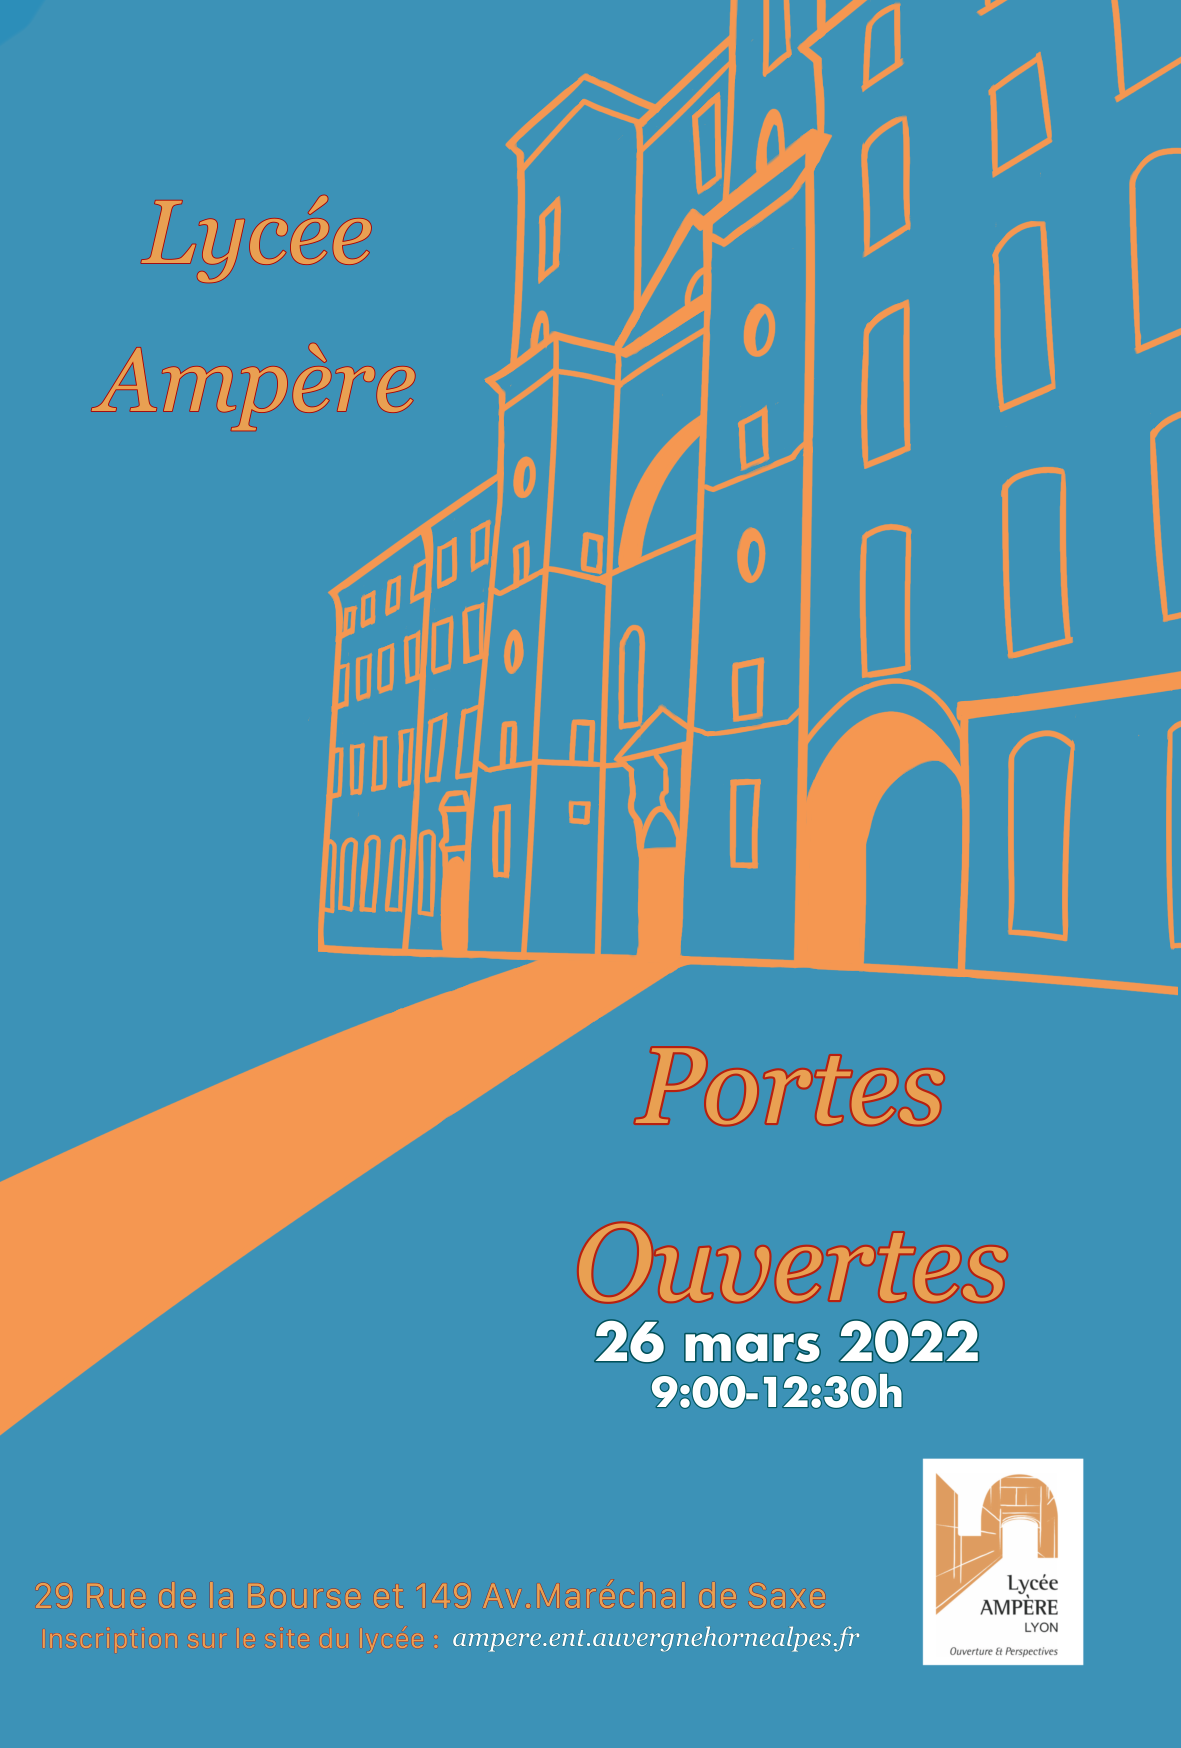 Lycée
Ampère
Portes
Ouvertes
26 mars 2022
9:00-12:30h
29 Rue de la Bourse et 149 Av.Maréchal de Saxe
Inscription sur le site du lycée : ampere.ent.auvergnehornealpes.fr
Lycée
AMPÈRE
LYON
Ouverture Et Perspectives